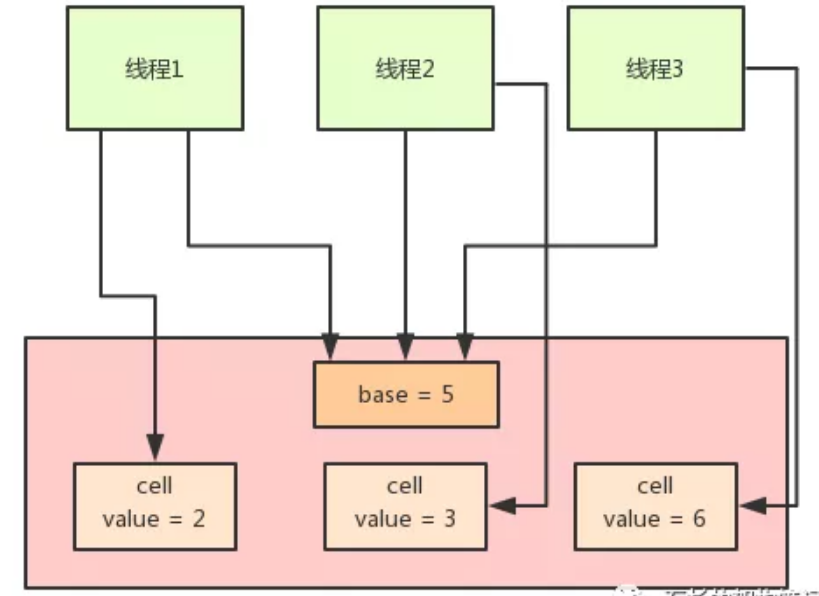 线程1
线程2
线程3
base = 5
cell
value = 2
cell
value = 3
cell
value = 6